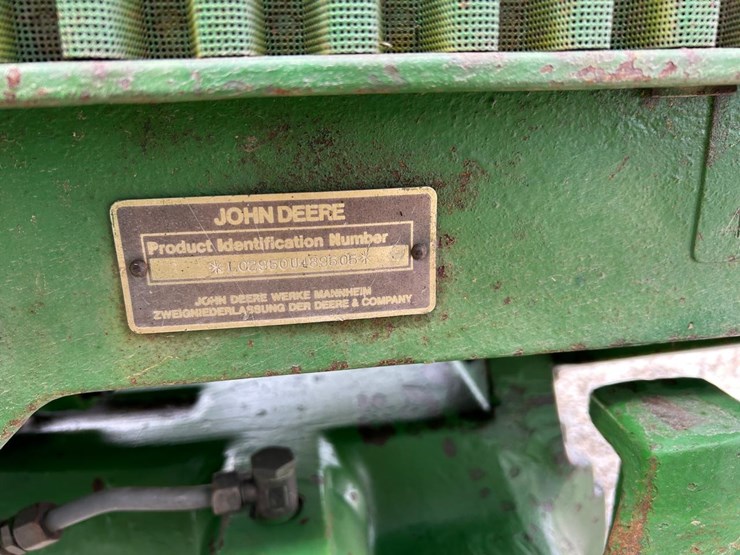 JOHN DEERE
Product Identification Number
JOHN DEERE WERKE MANNHEIM
ZWEIGNIEDERLASSUNG DER DEERE & COMPANY